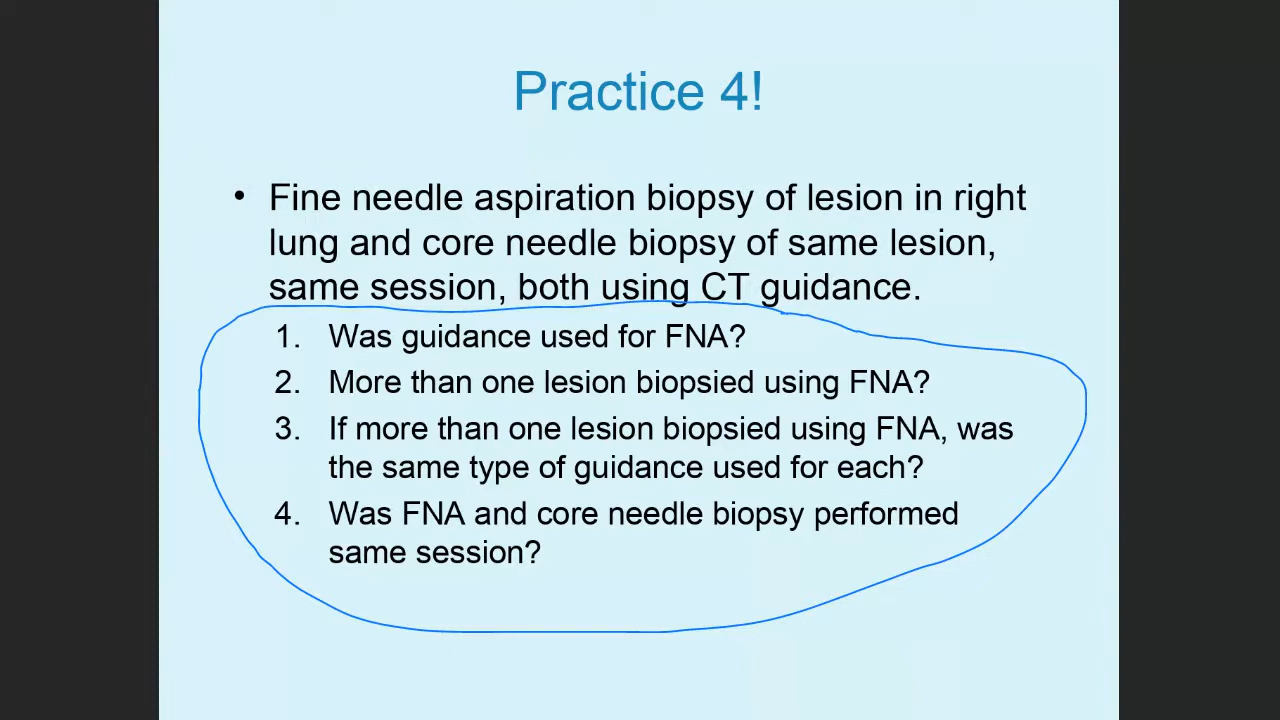 Practice 4!
• Fine needle aspiration biopsy of lesion in right
lung and core needle biopsy of same lesion,
same session, both using CT guidance.
1. Was guidance used for FNA?
2. More than one lesion biopsied using FNA?
3. If more than one lesion biopsied using FNA, was
the same type of guidance used for each?
4. Was FNA and core needle biopsy performed
same session?